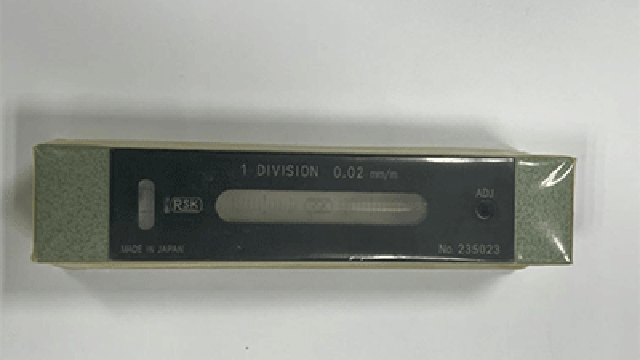 1 DIVISION 0.02 mm/m
RSK
ADJ
MADE IN JAPAN
No. 235023